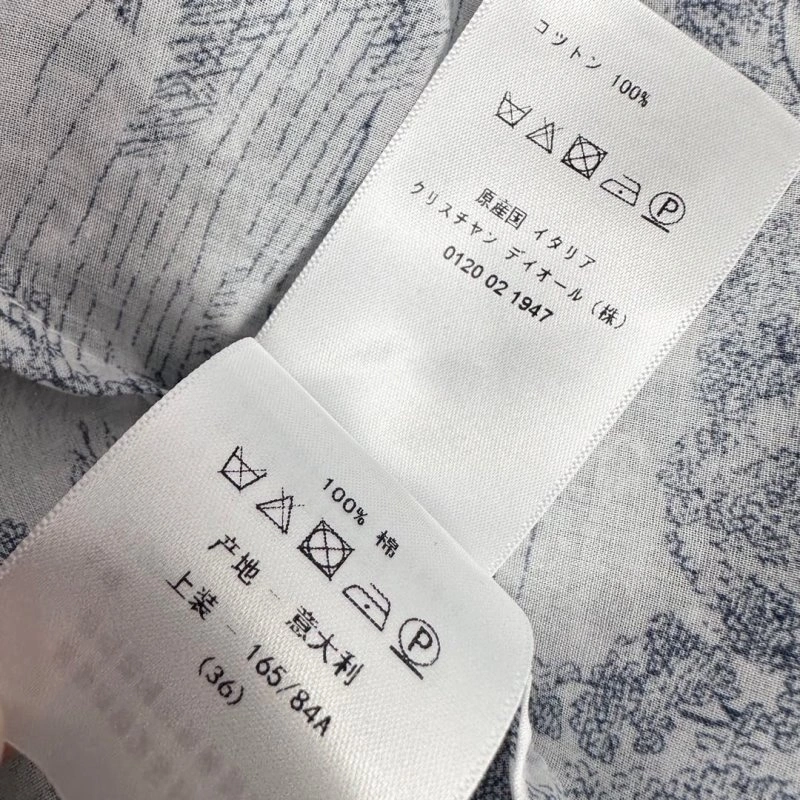 コットン 100%
P
原産国 イタリア
クリスチャン ディオール (株)
0120 02 1947
100% 棉
P
产地 - 意大利
上装 - 165/84A
(36)